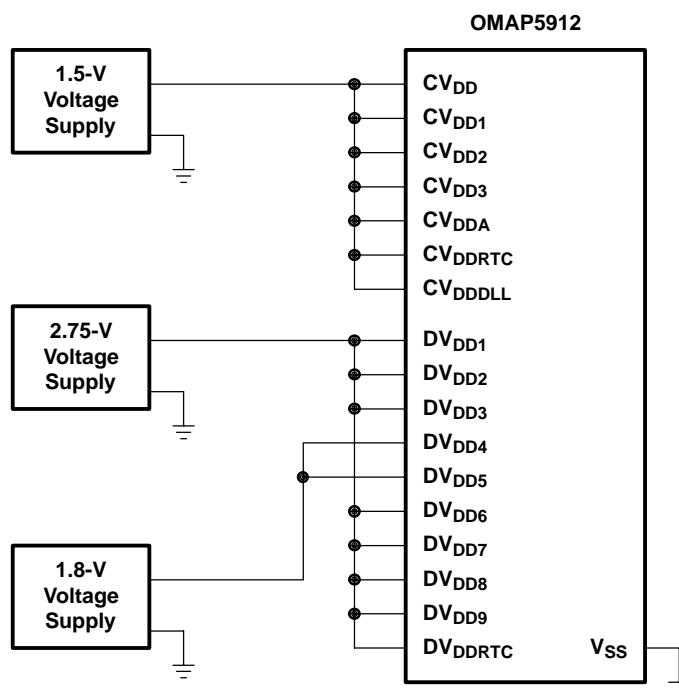 OMAP5912
1.5-V
Voltage
Supply
CVDD
CVDD1
CVDD2
CVDD3
CVDDA
CVDDRTC
CVDDDLL
2.75-V
Voltage
Supply
DVDD1
DVDD2
DVDD3
DVDD4
DVDD5
DVDD6
DVDD7
DVDD8
DVDD9
DVDDRTC
1.8-V
Voltage
Supply
VSS